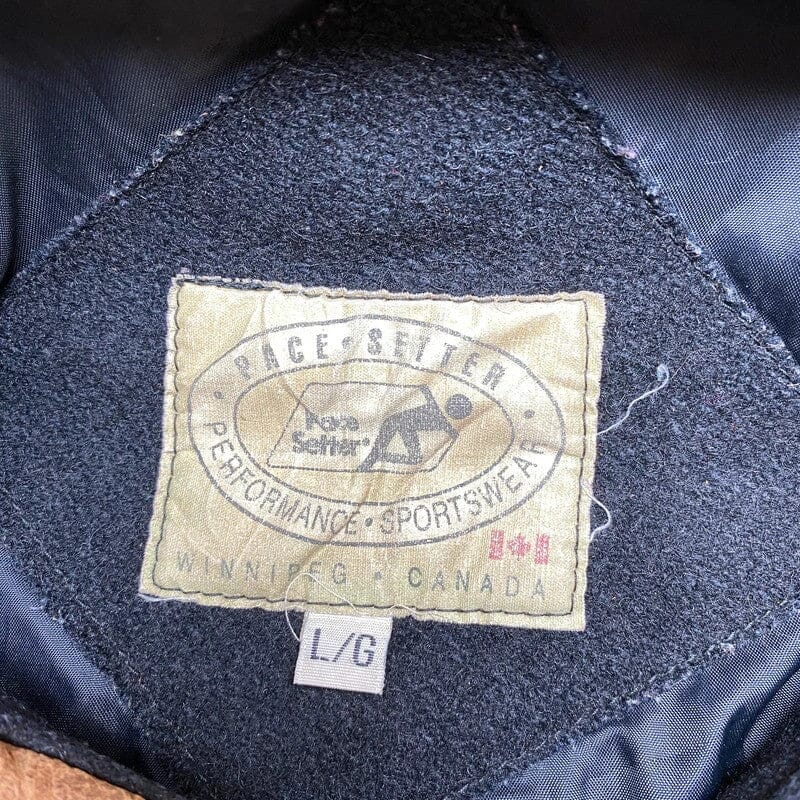 PACE • SETTER
Pace
Setter®
PERFORMANCE • SPORTSWEAR
WINNIPEG • CANADA
L/G